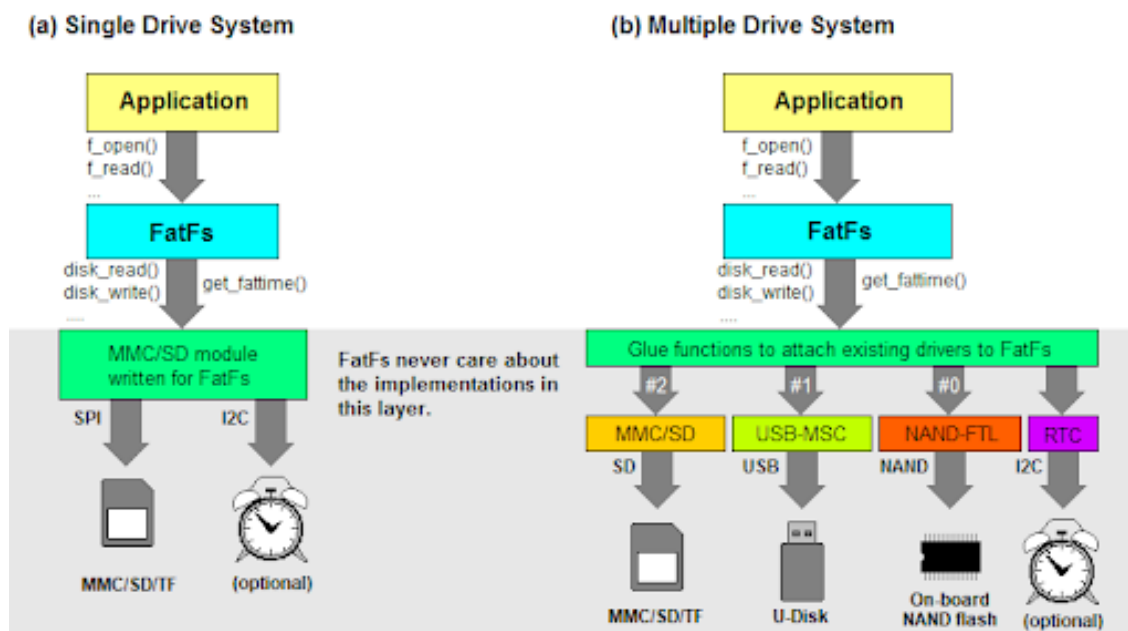 (a) Single Drive System
Application
f_open()
f_read()
...
FatFs
disk_read()
disk_write()
get_fattime()
....
MMC/SD module
written for FatFs
SPI
I2C
MMC/SD/TF
(optional)
FatFs never care about
the implementations in
this layer.
(b) Multiple Drive System
Application
f_open()
f_read()
...
FatFs
disk_read()
disk_write()
get_fattime()
....
Glue functions to attach existing drivers to FatFs
#2
#1
#0
MMC/SD
USB-MSC
NAND-FTL
RTC
SD
USB
NAND
I2C
MMC/SD/TF
U-Disk
On-board
NAND flash
(optional)